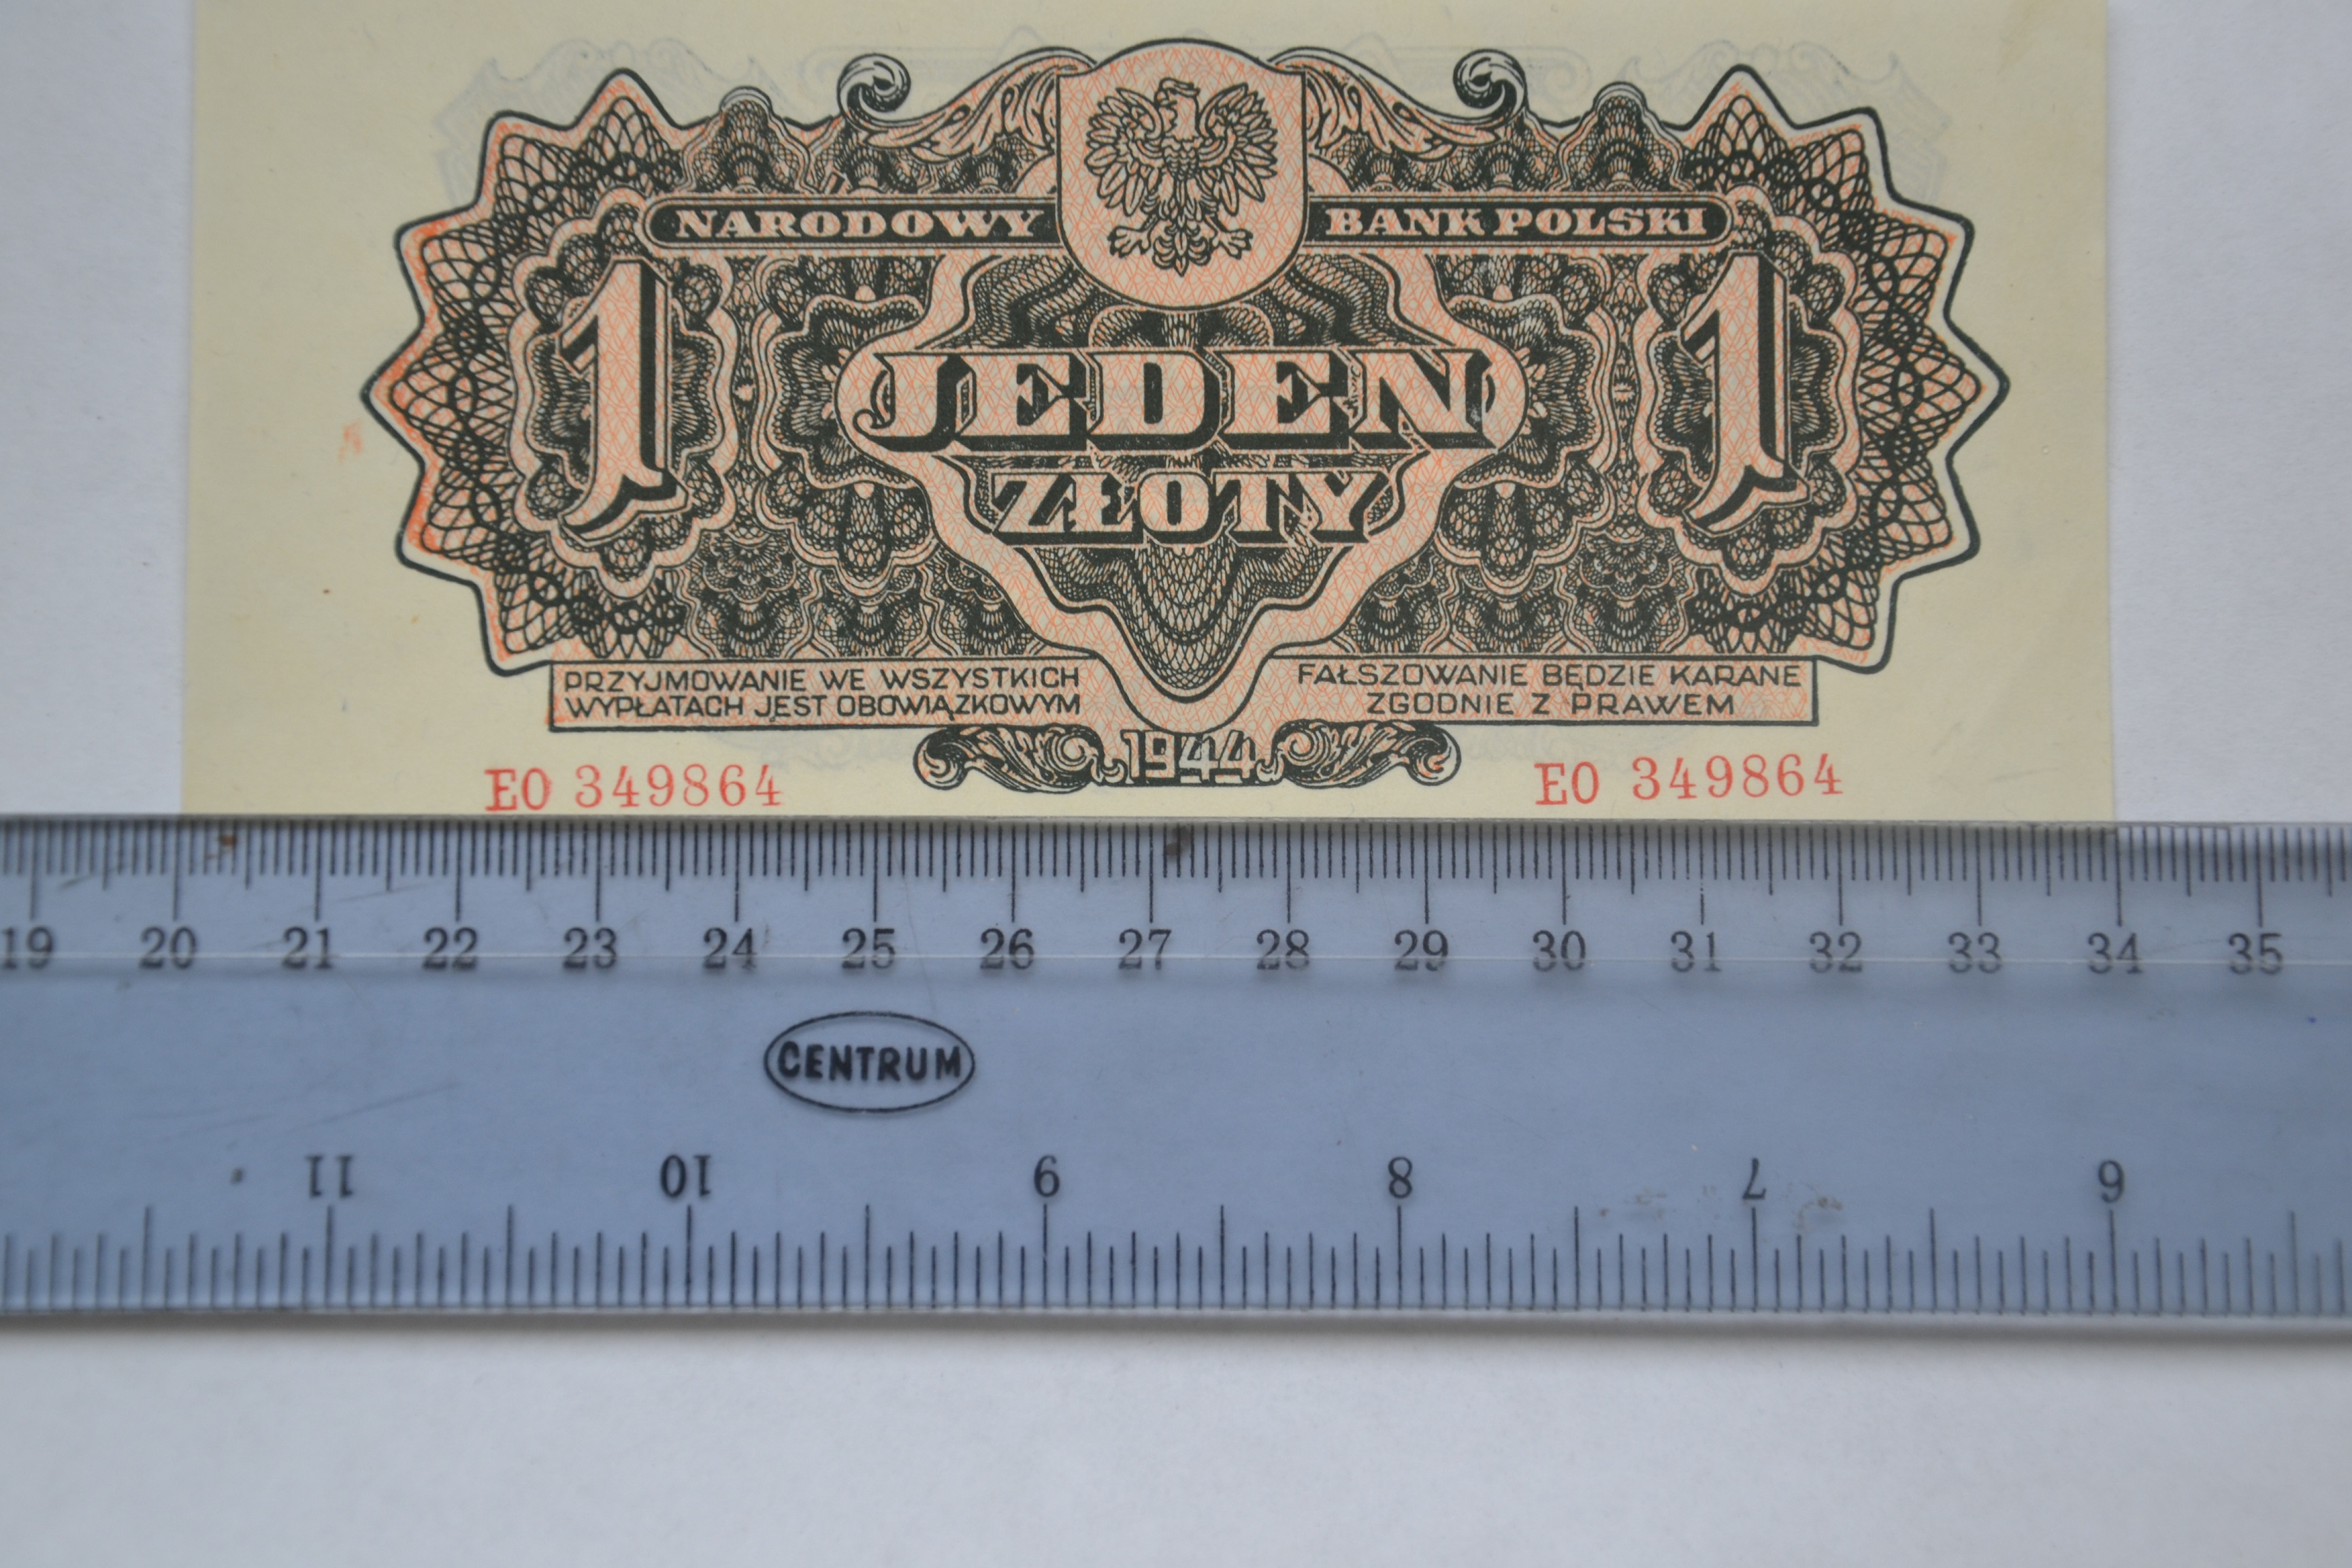 NARODOWY BANK POLSKI
1 1
JEDEN
ZŁOTY
PRZYJMOWANIE WE WSZYSTKICH
WYPŁATACH JEST OBOWIĄZKOWYM
FAŁSZOWANIE BĘDZIE KARANE
ZGODNIE Z PRAWEM
1944
EO 349864 EO 349864
19 20 21 22 23 24 25 26 27 28 29 30 31 32 33 34 35
CENTRUM
11 10 9 8 7 6